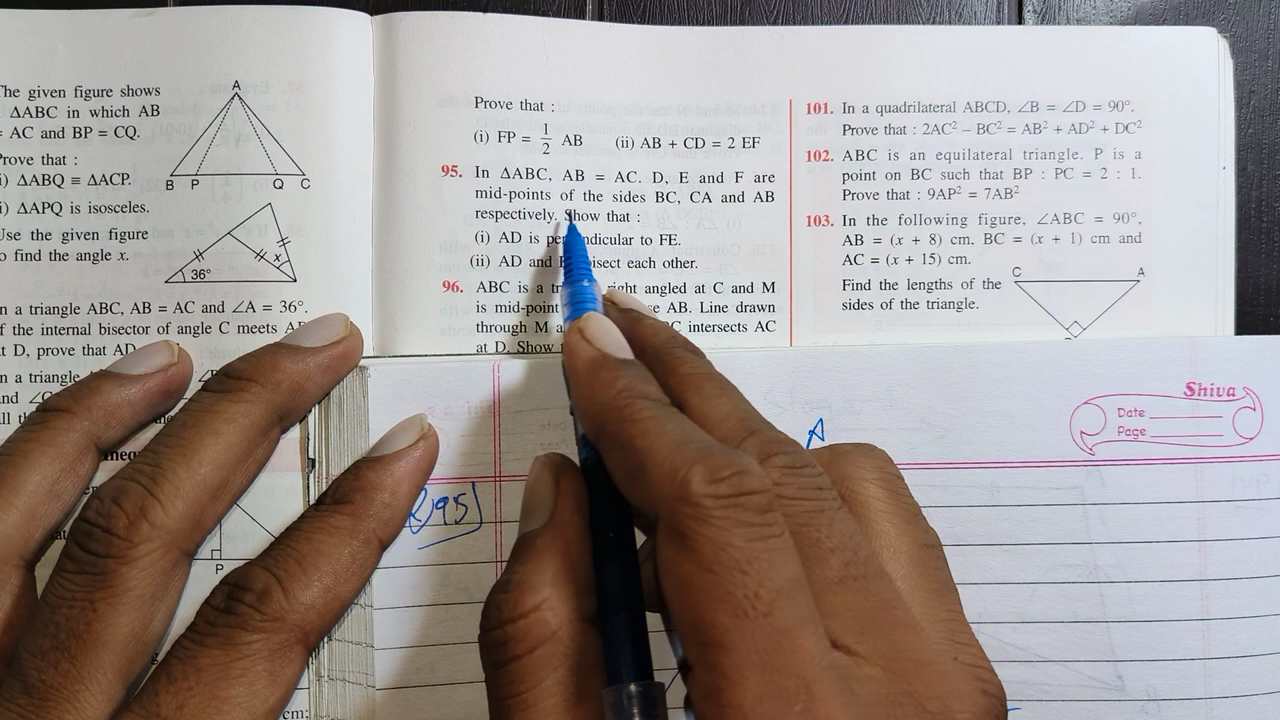 The given figure shows
ΔABC in which AB
= AC and BP = CQ.
Prove that :
i) ΔABQ ≡ ΔACP.
i) ΔAPQ is isosceles.
A
B P Q C
Use the given figure
o find the angle x.
36°
x
n a triangle ABC, AB = AC and ∠A = 36°.
f the internal bisector of angle C meets
at D, prove that AD
n a triangle
and
P
cm;
Prove that :
(i) FP = 1/2 AB (ii) AB + CD = 2 EF
95. In ΔABC, AB = AC. D, E and F are
mid-points of the sides BC, CA and AB
respectively. Show that :
(i) AD is perpendicular to FE.
(ii) AD and bisect each other.
96. ABC is a right angled at C and M
is mid-point AB. Line drawn
through M intersects AC
at D. Show
101. In a quadrilateral ABCD, ∠B = ∠D = 90°.
Prove that : 2AC² – BC² = AB² + AD² + DC²
102. ABC is an equilateral triangle. P is a
point on BC such that BP : PC = 2 : 1.
Prove that : 9AP² = 7AB²
103. In the following figure, ∠ABC = 90°,
AB = (x + 8) cm, BC = (x + 1) cm and
AC = (x + 15) cm.
Find the lengths of the
sides of the triangle.
C A
Shiva
Date
Page
A
95